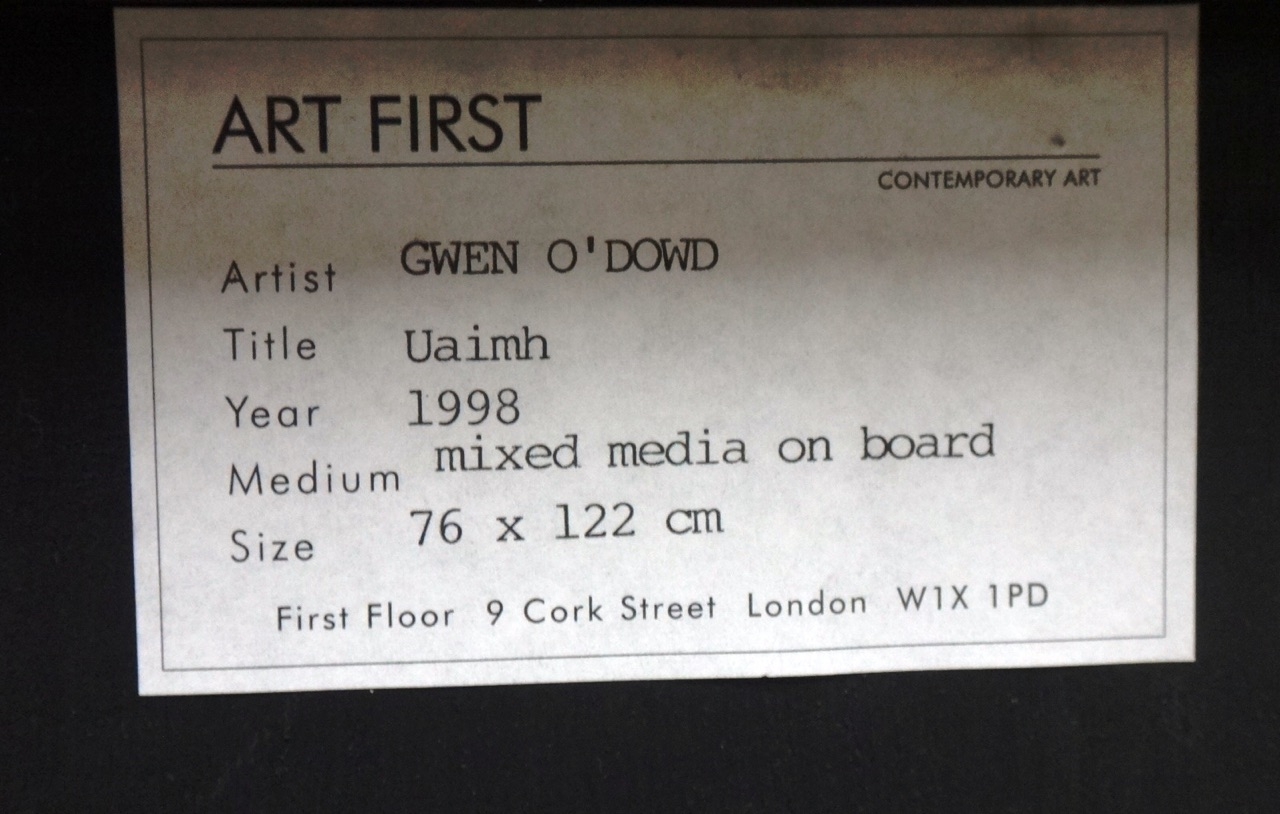 ART FIRST
CONTEMPORARY ART
Artist GWEN O'DOWD
Title Uaimh
Year 1998
Medium mixed media on board
Size 76 x 122 cm
First Floor 9 Cork Street London W1X 1PD